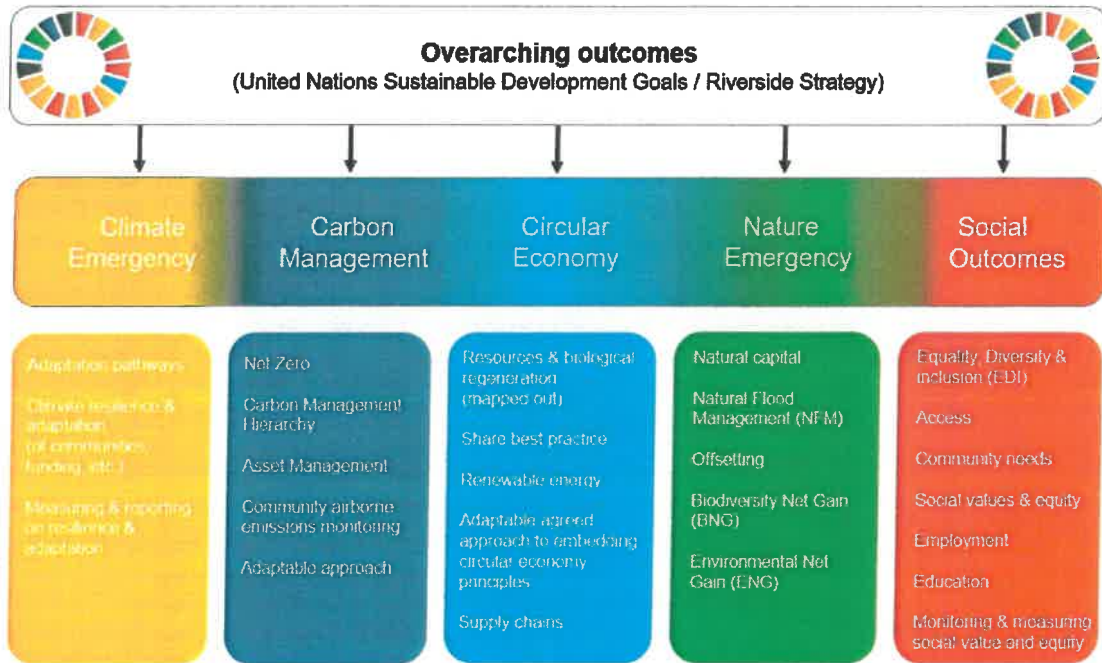 Overarching outcomes
(United Nations Sustainable Development Goals / Riverside Strategy)
Climate
Emergency
Carbon
Management
Circular
Economy
Nature
Emergency
Social
Outcomes
Adaptation pathways
Climate resilience &
adaptation
(of communities,
funding, etc.)
Measuring & reporting
on resilience &
adaptation
Net Zero
Carbon Management
Hierarchy
Asset Management
Community airborne
emissions monitoring
Adaptable approach
Resources & biological
regeneration
(mapped out)
Share best practice
Renewable energy
Adaptable agreed
approach to embedding
circular economy
principles
Supply chains
Natural capital
Natural Flood
Management (NFM)
Offsetting
Biodiversity Net Gain
(BNG)
Environmental Net
Gain (ENG)
Equality, Diversity &
inclusion (EDI)
Access
Community needs
Social values & equity
Employment
Education
Monitoring & measuring
social value and equity